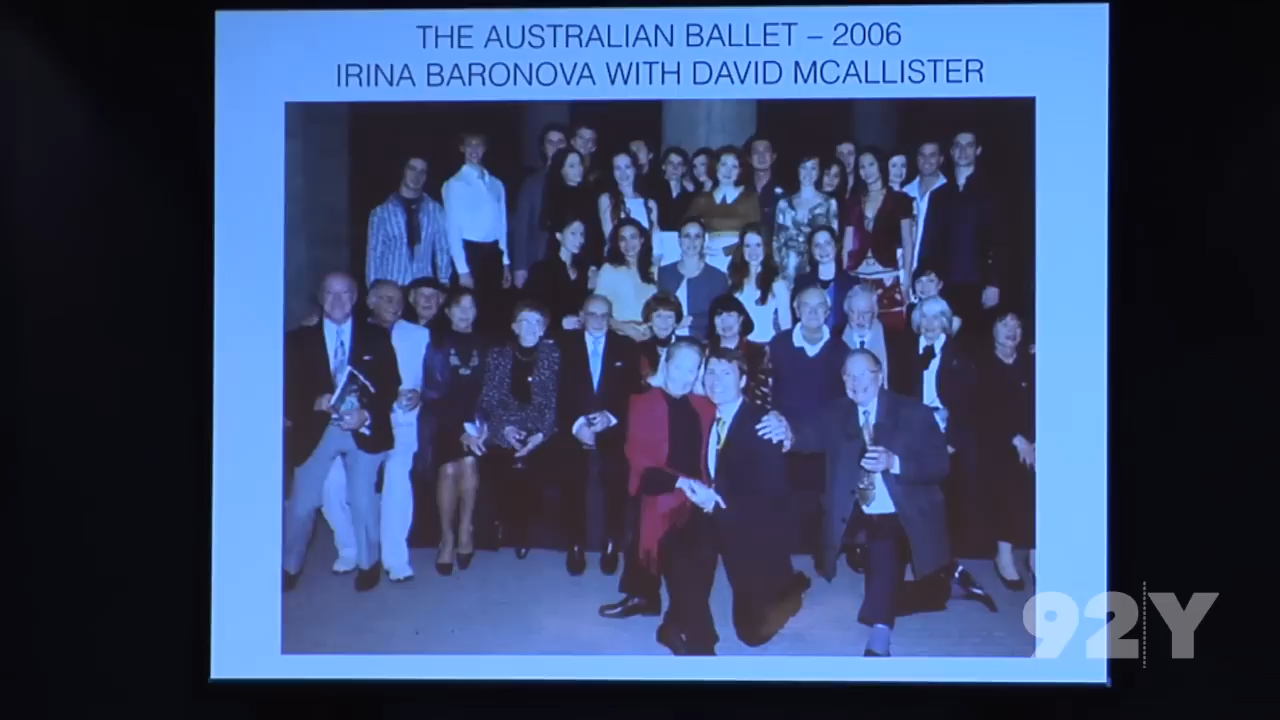 THE AUSTRALIAN BALLET – 2006
IRINA BARONOVA WITH DAVID MCALLISTER
92Y